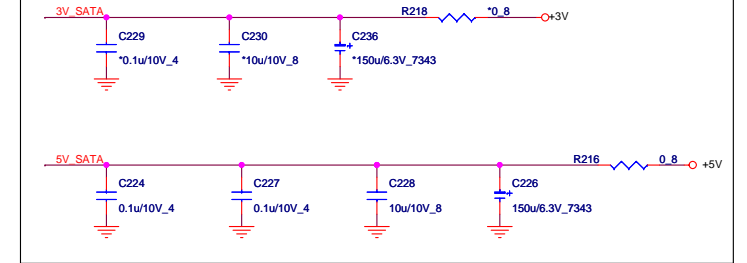 3V_SATA R218 *0_8 +3V
C229 C230 C236
*0.1u/10V_4 *10u/10V_8 *150u/6.3V_7343
5V_SATA R216 0_8 +5V
C224 C227 C228 C226
0.1u/10V_4 0.1u/10V_4 10u/10V_8 150u/6.3V_7343